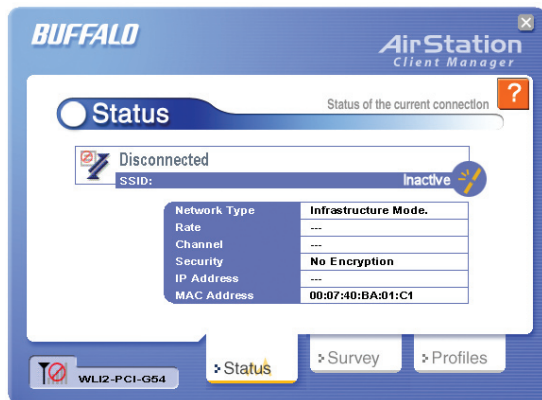 BUFFALO
AirStation
Client Manager
?
Status
Status of the current connection
Disconnected
SSID:
Inactive
Network Type Infrastructure Mode.
Rate ---
Channel ---
Security No Encryption
IP Address ---
MAC Address 00:07:40:BA:01:C1
WLI2-PCI-G54
Status
Survey
Profiles